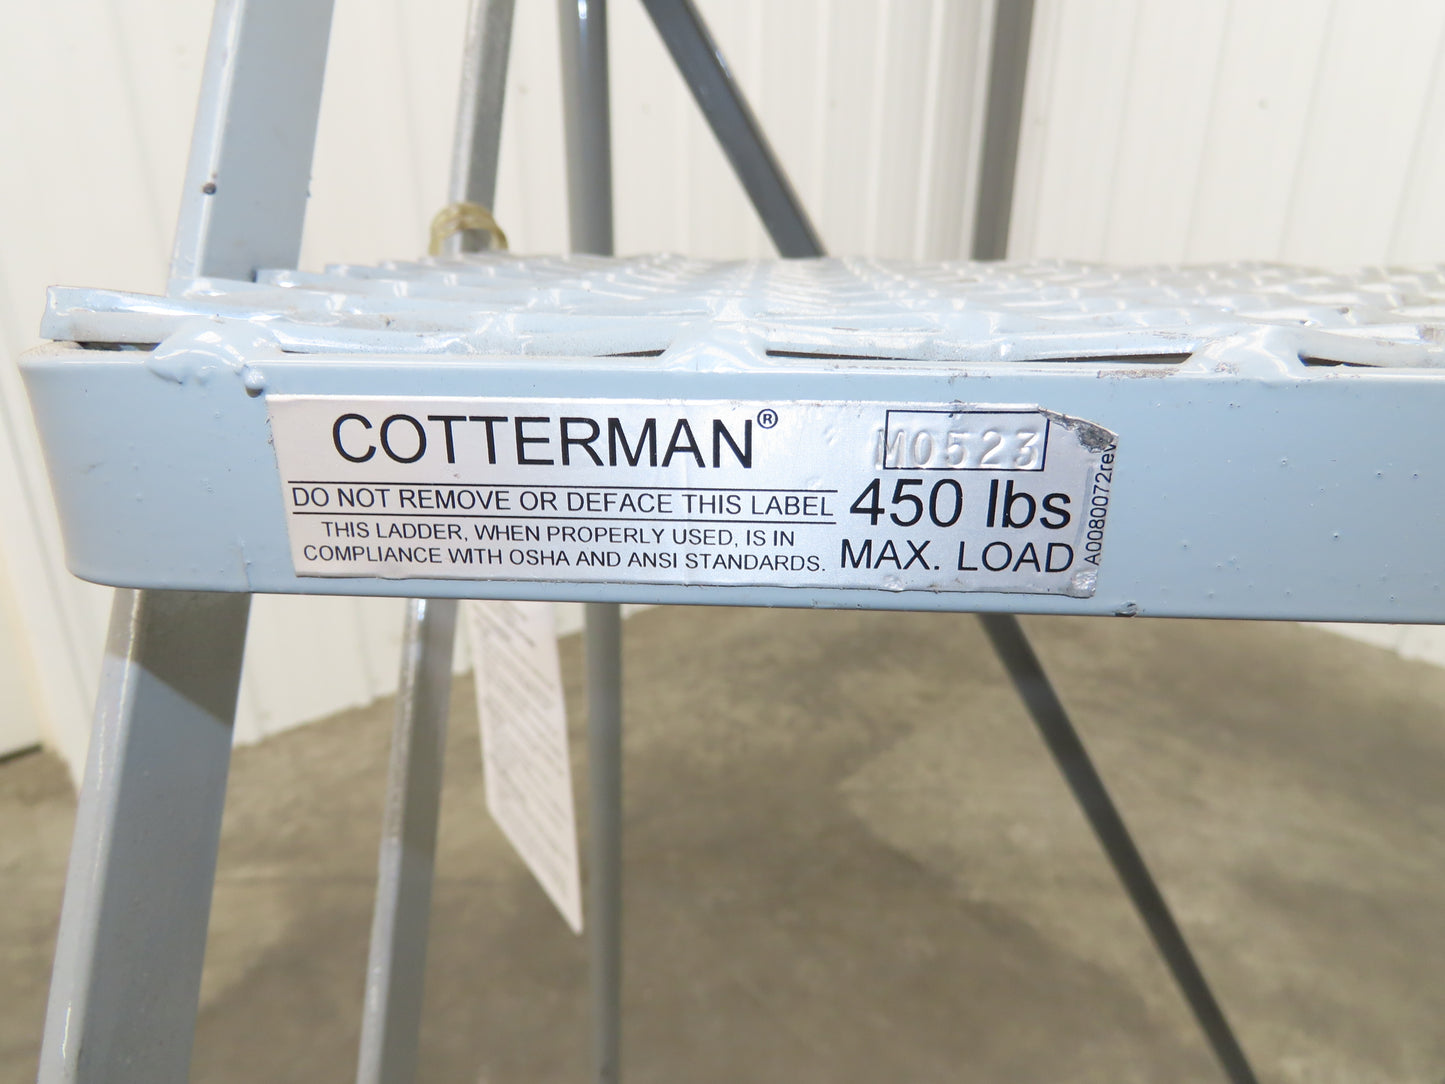 COTTERMAN®
M0523
DO NOT REMOVE OR DEFACE THIS LABEL
THIS LADDER, WHEN PROPERLY USED, IS IN
COMPLIANCE WITH OSHA AND ANSI STANDARDS.
450 lbs
MAX. LOAD
A0080072rev